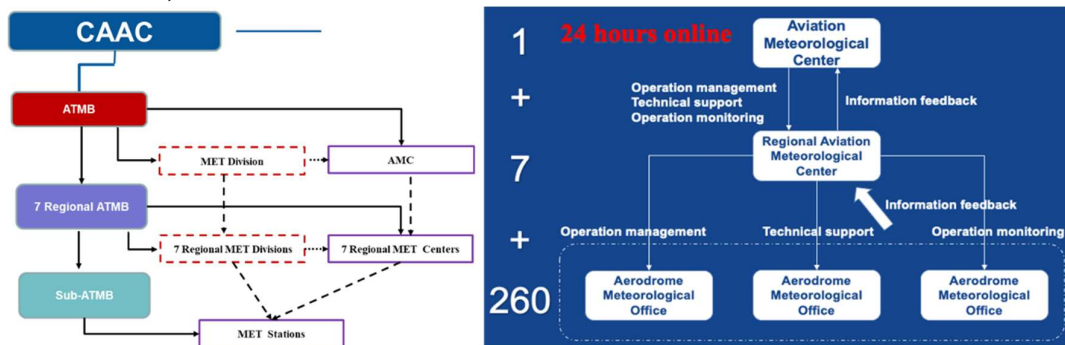 CAAC
ATMB
MET Division
AMC
7 Regional ATMB
7 Regional MET Divisions
7 Regional MET Centers
Sub-ATMB
MET Stations
1
24 hours online
Aviation
Meteorological
Center
+
Operation management
Technical support
Operation monitoring
Information feedback
7
Regional Aviation
Meteorological
Center
Information feedback
+
Operation management
Technical support
Operation monitoring
260
Aerodrome
Meteorological
Office
Aerodrome
Meteorological
Office
Aerodrome
Meteorological
Office